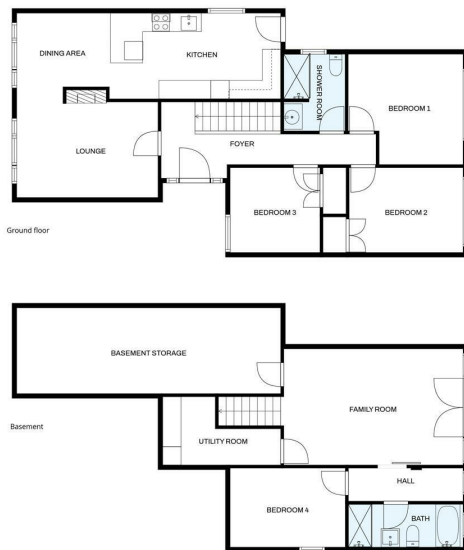 DINING AREA
KITCHEN
SHOWER ROOM
BEDROOM 1
LOUNGE
FOYER
BEDROOM 3
BEDROOM 2
Ground floor
BASEMENT STORAGE
FAMILY ROOM
Basement
UTILITY ROOM
HALL
BEDROOM 4
BATH